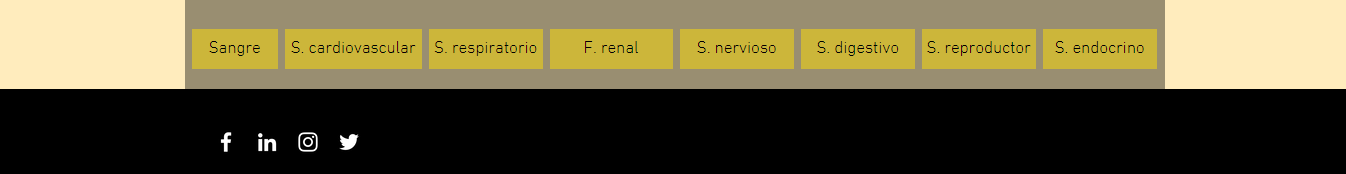 Sangre S. cardiovascular S. respiratorio F. renal S. nervioso S. digestivo S. reproductor S. endocrino